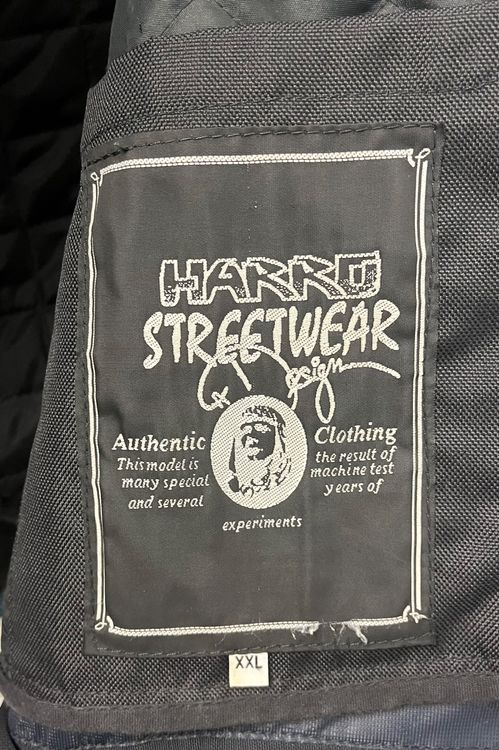 HARRO
STREETWEAR
Design
Authentic Clothing
This model is the result of
many special machine test
and several years of
experiments
XXL